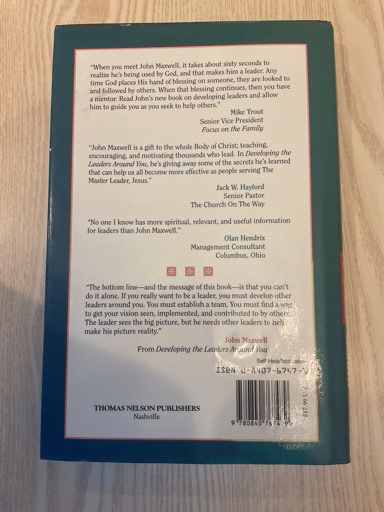 "When you meet John Maxwell, it takes about sixty seconds to
realize he's being used by God, and that makes him a leader. Any
time God places His hand of blessing on someone, they are looked to
and followed by others. When that blessing continues, then you have
a mentor. Read John's new book on developing leaders and allow
him to guide you as you seek to help others."
Mike Trout
Senior Vice President
Focus on the Family
"John Maxwell is a gift to the whole Body of Christ; teaching,
encouraging, and motivating thousands who lead. In Developing the
Leaders Around You, he's giving away some of the secrets he's learned
that can help us all become more effective as people serving The
Master Leader, Jesus."
Jack W. Hayford
Senior Pastor
The Church On The Way
"No one I know has more spiritual, relevant, and useful information
for leaders than John Maxwell."
Olan Hendrix
Management Consultant
Columbus, Ohio
"The bottom line—and the message of this book—is that you can't
do it alone. If you really want to be a leader, you must develop other
leaders around you. You must establish a team. You must find a way
to get your vision seen, implemented, and contributed to by others.
The leader sees the big picture, but he needs other leaders to help
make his picture reality."
John Maxwell
From Developing the Leaders Around You
Self Help/Motivation
ISBN 0-8407-6747-
THOMAS NELSON PUBLISHERS
Nashville
9 780840